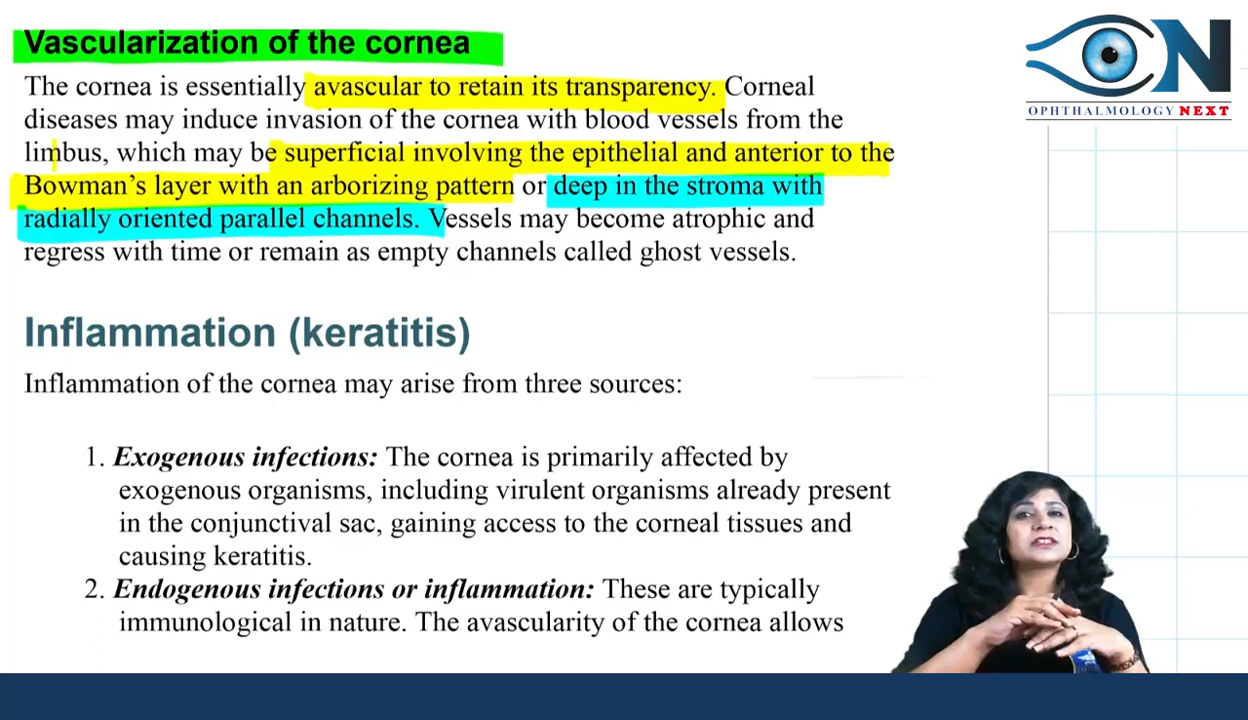 Vascularization of the cornea
The cornea is essentially avascular to retain its transparency. Corneal
diseases may induce invasion of the cornea with blood vessels from the
limbus, which may be superficial involving the epithelial and anterior to the
Bowman’s layer with an arborizing pattern or deep in the stroma with
radially oriented parallel channels. Vessels may become atrophic and
regress with time or remain as empty channels called ghost vessels.
Inflammation (keratitis)
Inflammation of the cornea may arise from three sources:
1. Exogenous infections: The cornea is primarily affected by
exogenous organisms, including virulent organisms already present
in the conjunctival sac, gaining access to the corneal tissues and
causing keratitis.
2. Endogenous infections or inflammation: These are typically
immunological in nature. The avascularity of the cornea allows
N
OPHTHALMOLOGY NEXT